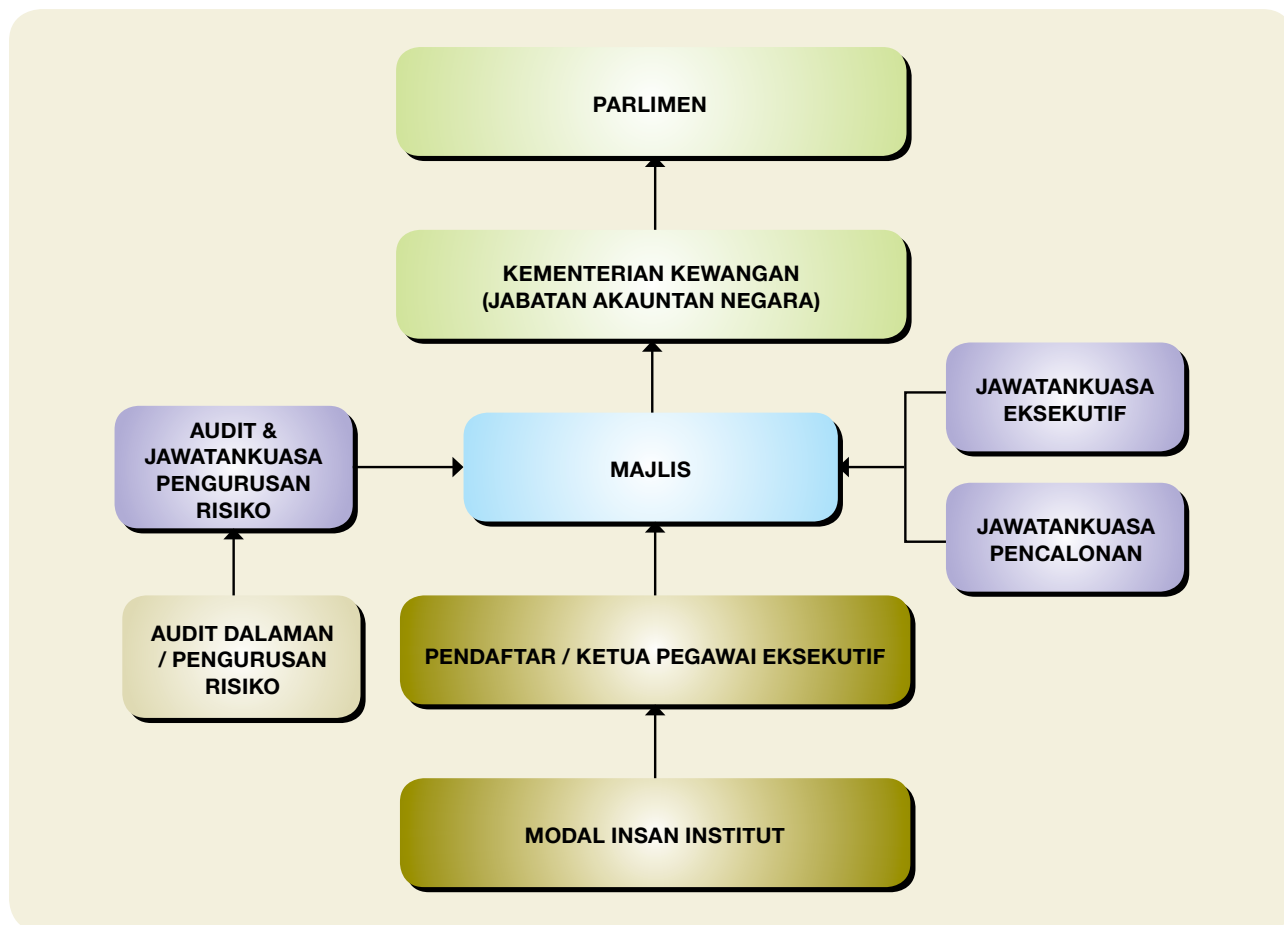 PARLIMEN
KEMENTERIAN KEWANGAN
(JABATAN AKAUNTAN NEGARA)
JAWATANKUASA
EKSEKUTIF
AUDIT &
JAWATANKUASA
PENGURUSAN
RISIKO
MAJLIS
JAWATANKUASA
PENCALONAN
AUDIT DALAMAN
/ PENGURUSAN
RISIKO
PENDAFTAR / KETUA PEGAWAI EKSEKUTIF
MODAL INSAN INSTITUT